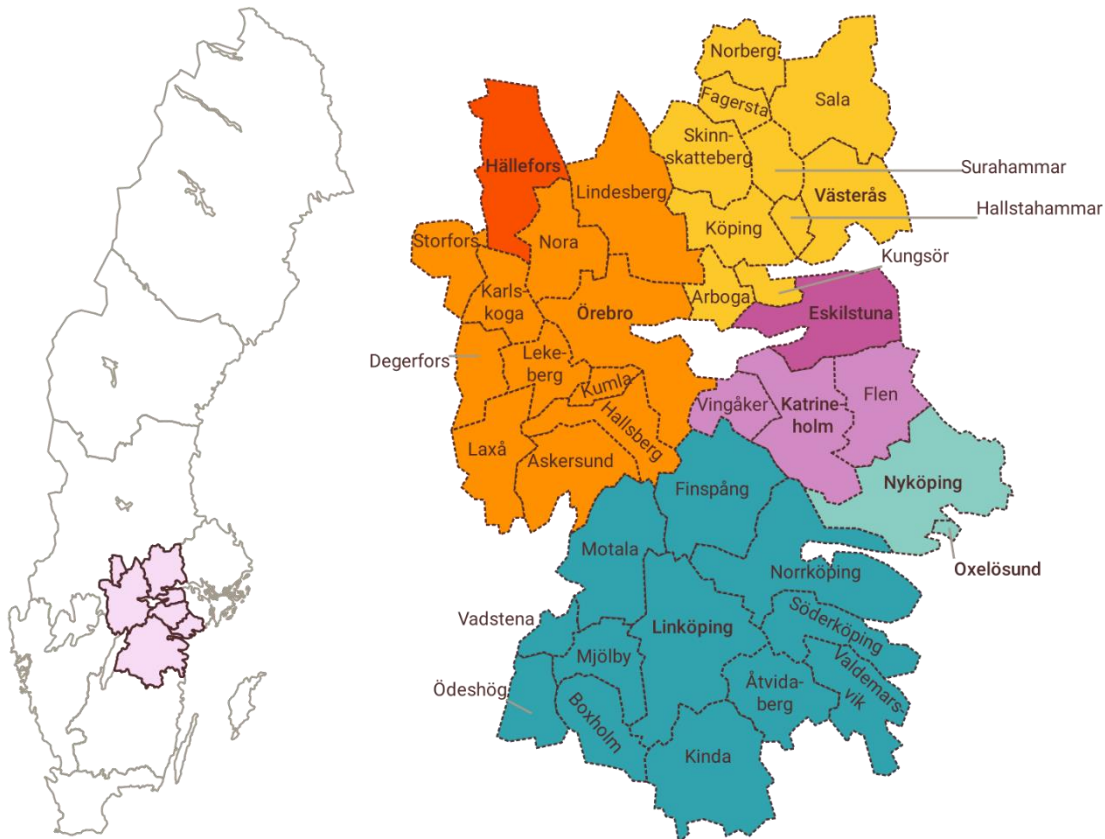 Norberg
Fagersta
Sala
Skinn-
skatteberg
Hällefors
Lindesberg
Surahammar
Västerås
Hallstahammar
Köping
Storfors
Nora
Kungsör
Karls-
koga
Arboga
Örebro
Eskilstuna
Degerfors
Leke-
berg
Kumla
Vingåker
Katrine-
holm
Flen
Hallsberg
Laxå
Askersund
Finspång
Nyköping
Motala
Norrköping
Oxelösund
Vadstena
Linköping
Söderköping
Mjölby
Valdemars-
vik
Ödeshög
Åtvida-
berg
Boxholm
Kinda